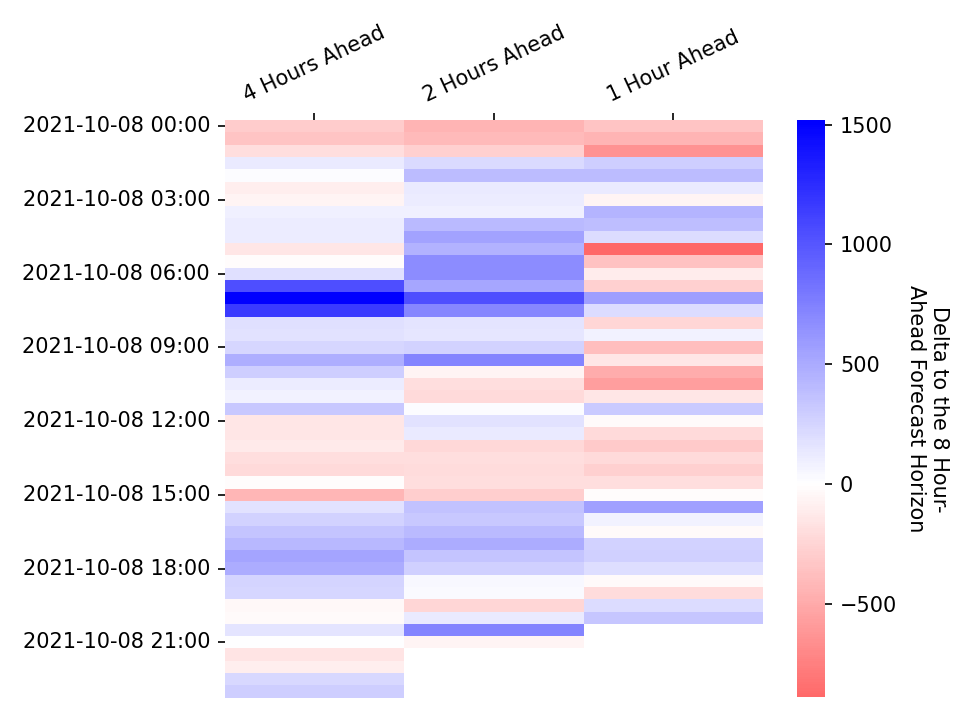 4 Hours Ahead
2 Hours Ahead
1 Hour Ahead
2021-10-08 00:00
2021-10-08 03:00
2021-10-08 06:00
2021-10-08 09:00
2021-10-08 12:00
2021-10-08 15:00
2021-10-08 18:00
2021-10-08 21:00
1500
1000
500
0
−500
Delta to the 8 Hour-
Ahead Forecast Horizon